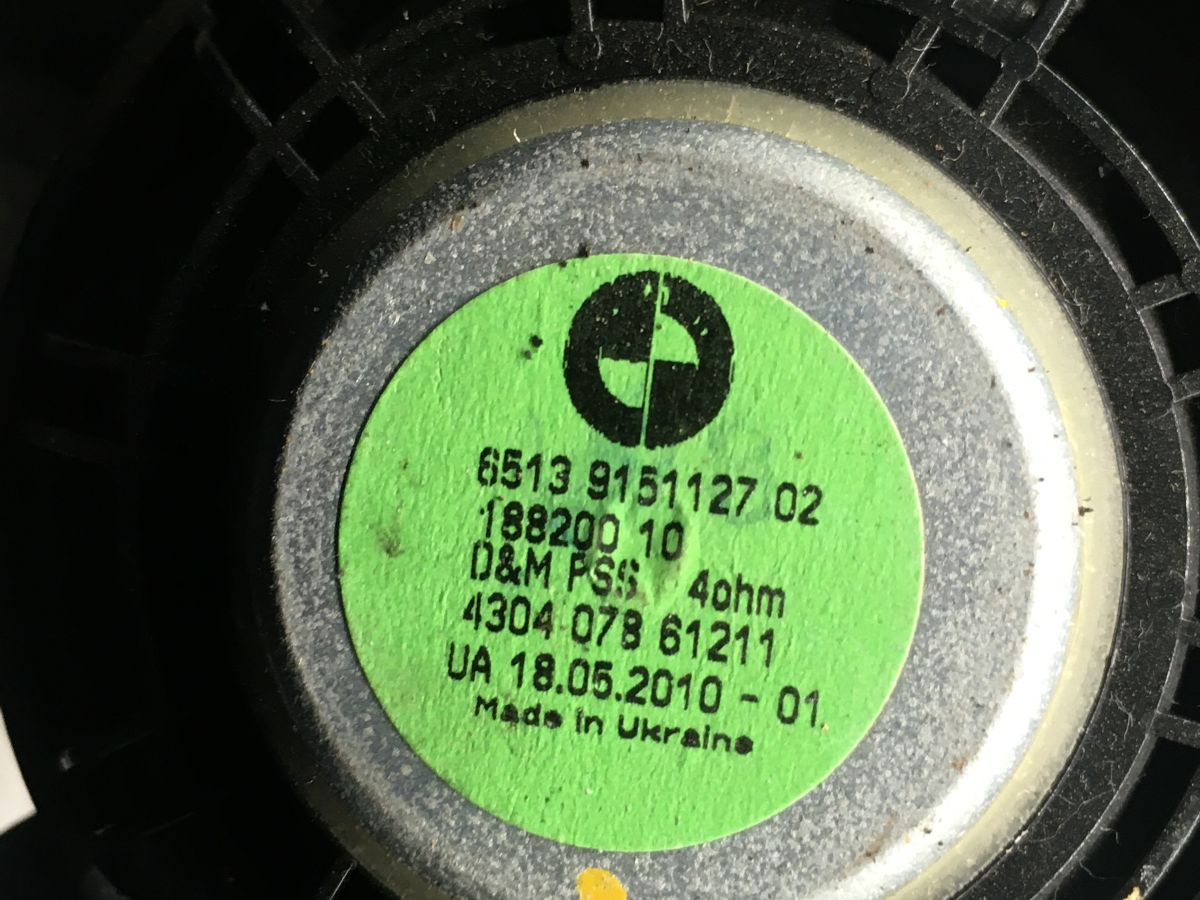 6513 9151127 02
188200 10
D&M PSS 4ohm
4304 078 61211
UA 18.05.2010 - 01
Made in Ukraine